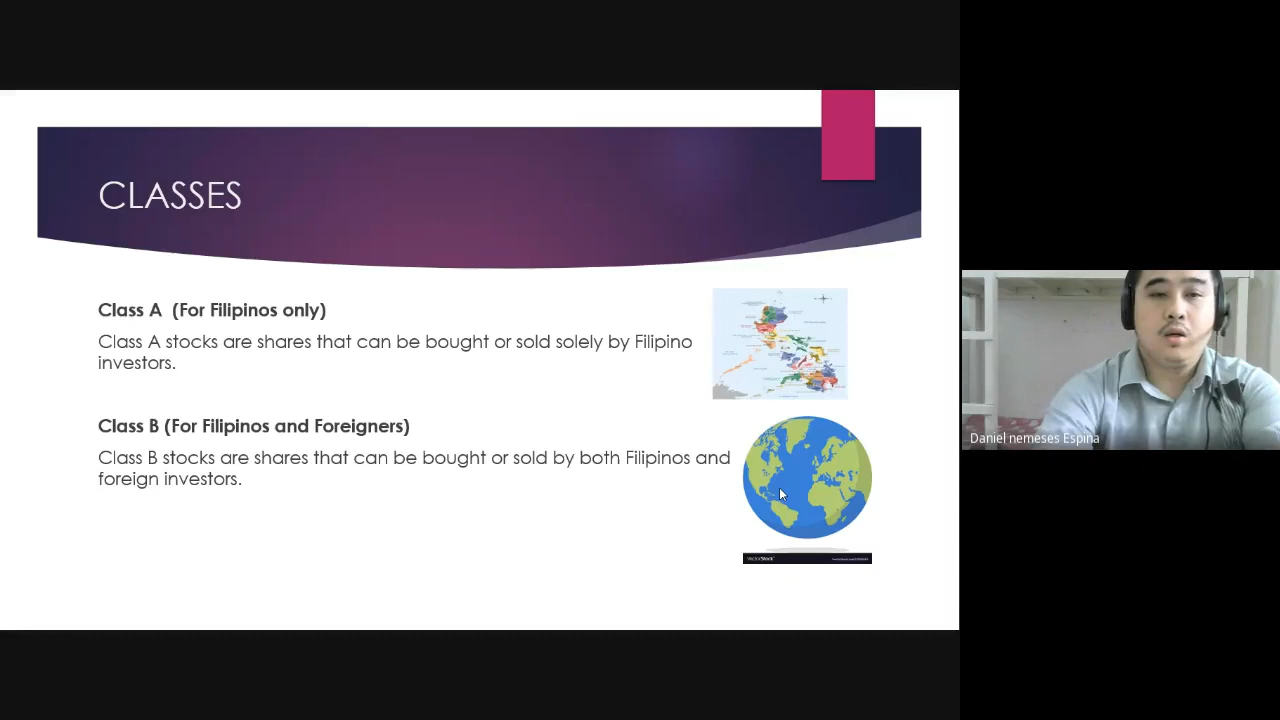 CLASSES
Class A  (For Filipinos only)
Class A stocks are shares that can be bought or sold solely by Filipino
investors.
Class B (For Filipinos and Foreigners)
Class B stocks are shares that can be bought or sold by both Filipinos and
foreign investors.
VectorStock
Daniel nemeses Espina